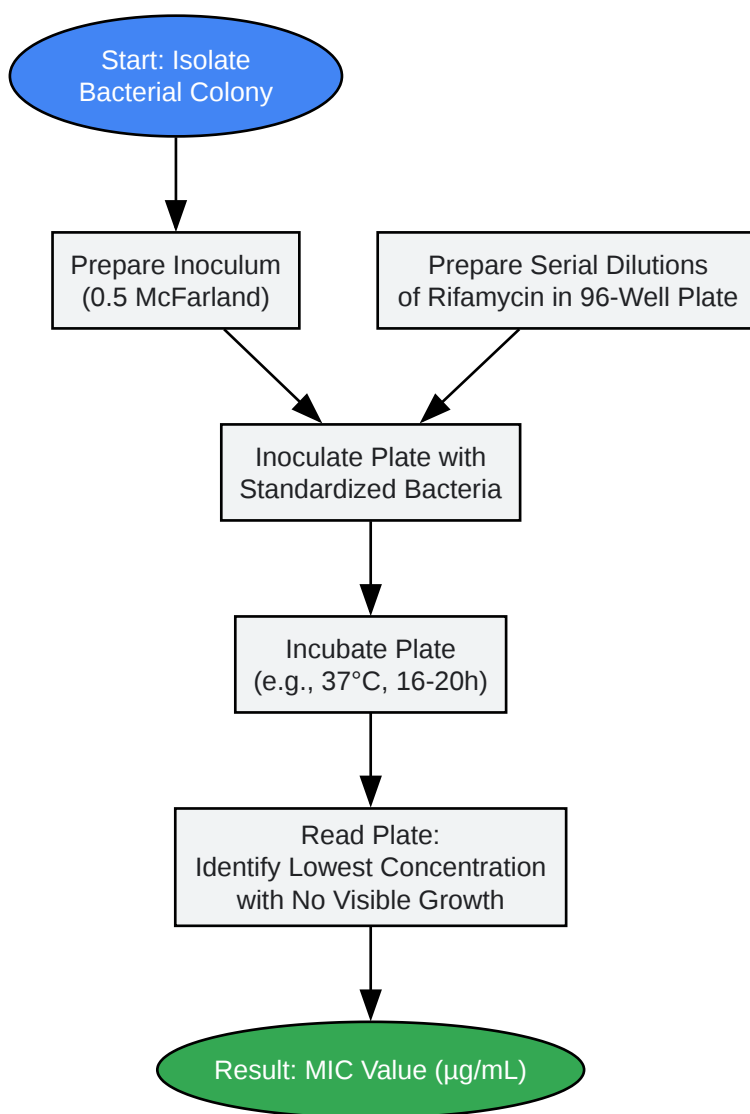 Start: Isolate
Bacterial Colony
Prepare Inoculum
(0.5 McFarland)
Prepare Serial Dilutions
of Rifamycin in 96-Well Plate
Inoculate Plate with
Standardized Bacteria
Incubate Plate
(e.g., 37°C, 16-20h)
Read Plate:
Identify Lowest Concentration
with No Visible Growth
Result: MIC Value (µg/mL)